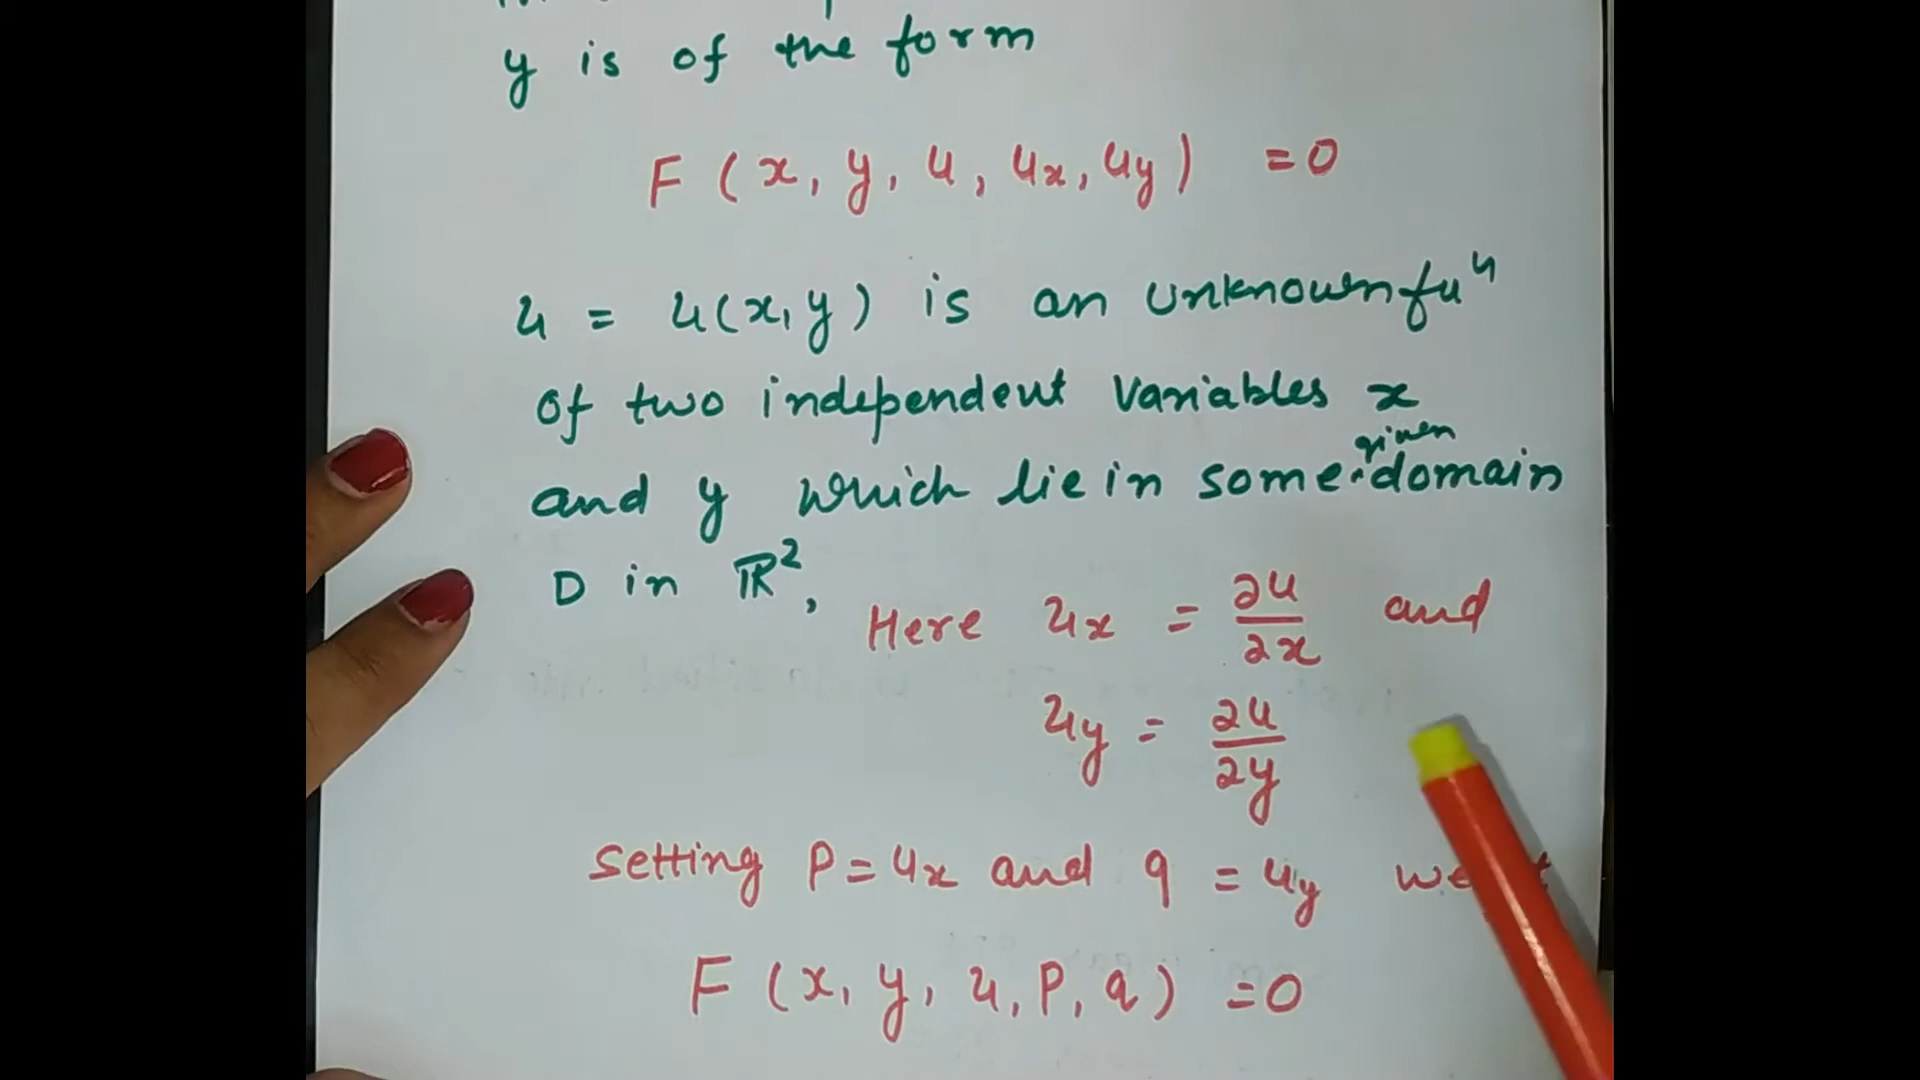 y is of the form
F (x, y, u, ux, uy) =0
u = u(x,y) is an unknown fuⁿ
of two independent variables x
given
and y which lie in some domain
D in ℝ²,
Here ux = ∂u/∂x and
uy = ∂u/∂y
Setting P=ux and q = uy we
F (x, y, u, P, q) =0